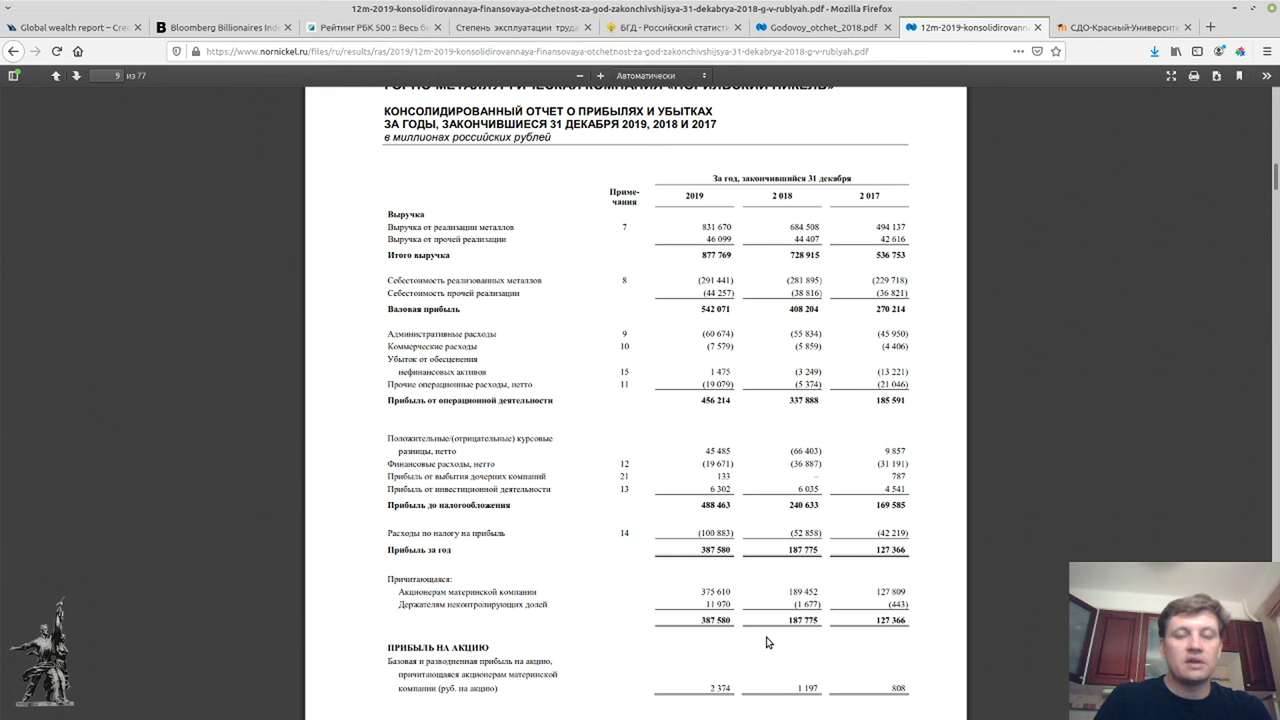 12m-2019-konsolidirovannaya-finansovaya-otchetnost-za-god-zakonchivshijsya-31-dekabrya-2018-g-v-rublyah.pdf - Mozilla Firefox
Global wealth report – Crec
Bloomberg Billionaires Ind
Рейтинг РБК 500 :: Весь би
Степень эксплуатации труда
БГД - Российский статисти
Godovoy_otchet_2018.pdf
12m-2019-konsolidirovann
СДО-Красный-Университе
https://www.nornickel.ru/files/ru/results/ras/2019/12m-2019-konsolidirovannaya-finansovaya-otchetnost-za-god-zakonchivshijsya-31-dekabrya-2018-g-v-rublyah.pdf
9 из 77
Автоматически
ГОРНО-МЕТАЛЛУРГИЧЕСКАЯ КОМПАНИЯ «НОРИЛЬСКИЙ НИКЕЛЬ»
КОНСОЛИДИРОВАННЫЙ ОТЧЕТ О ПРИБЫЛЯХ И УБЫТКАХ
ЗА ГОДЫ, ЗАКОНЧИВШИЕСЯ 31 ДЕКАБРЯ 2019, 2018 И 2017
в миллионах российских рублей
За год, закончившийся 31 декабря
Приме-
чания
2019 2 018 2 017
Выручка
Выручка от реализации металлов 7 831 670 684 508 494 137
Выручка от прочей реализации 46 099 44 407 42 616
Итого выручка 877 769 728 915 536 753
Себестоимость реализованных металлов 8 (291 441) (281 895) (229 718)
Себестоимость прочей реализации (44 257) (38 816) (36 821)
Валовая прибыль 542 071 408 204 270 214
Административные расходы 9 (60 674) (55 834) (45 950)
Коммерческие расходы 10 (7 579) (5 859) (4 406)
Убыток от обесценения
нефинансовых активов 15 1 475 (3 249) (13 221)
Прочие операционные расходы, нетто 11 (19 079) (5 374) (21 046)
Прибыль от операционной деятельности 456 214 337 888 185 591
Положительные/(отрицательные) курсовые
разницы, нетто 45 485 (66 403) 9 857
Финансовые расходы, нетто 12 (19 671) (36 887) (31 191)
Прибыль от выбытия дочерних компаний 21 133 – 787
Прибыль от инвестиционной деятельности 13 6 302 6 035 4 541
Прибыль до налогообложения 488 463 240 633 169 585
Расходы по налогу на прибыль 14 (100 883) (52 858) (42 219)
Прибыль за год 387 580 187 775 127 366
Причитающаяся:
Акционерам материнской компании 375 610 189 452 127 809
Держателям неконтролирующих долей 11 970 (1 677) (443)
387 580 187 775 127 366
ПРИБЫЛЬ НА АКЦИЮ
Базовая и разводненная прибыль на акцию,
причитающаяся акционерам материнской
компании (руб. на акцию) 2 374 1 197 808